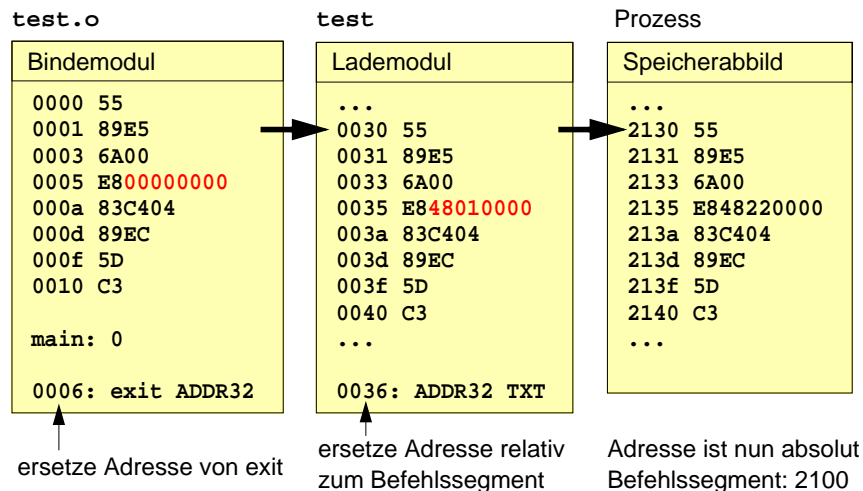 test.o
Bindemodul
0000 55
0001 89E5
0003 6A00
0005 E800000000
000a 83C404
000d 89EC
000f 5D
0010 C3
main: 0
0006: exit ADDR32
ersetze Adresse von exit
test
Lademodul
...
0030 55
0031 89E5
0033 6A00
0035 E848010000
003a 83C404
003d 89EC
003f 5D
0040 C3
...
0036: ADDR32 TXT
ersetze Adresse relativ
zum Befehlssegment
Prozess
Speicherabbild
...
2130 55
2131 89E5
2133 6A00
2135 E848220000
213a 83C404
213d 89EC
213f 5D
2140 C3
...
Adresse ist nun absolut
Befehlssegment: 2100